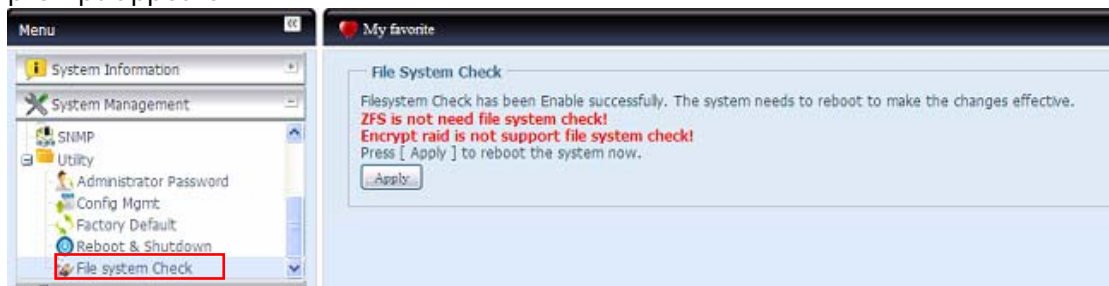 Menu
My favorite
System Information
System Management
SNMP
Utility
Administrator Password
Config Mgmt
Factory Default
Reboot & Shutdown
File system Check
File System Check
Filesystem Check has been Enable successfully. The system needs to reboot to make the changes effective.
ZFS is not need file system check!
Encrypt raid is not support file system check!
Press [ Apply ] to reboot the system now.
Apply